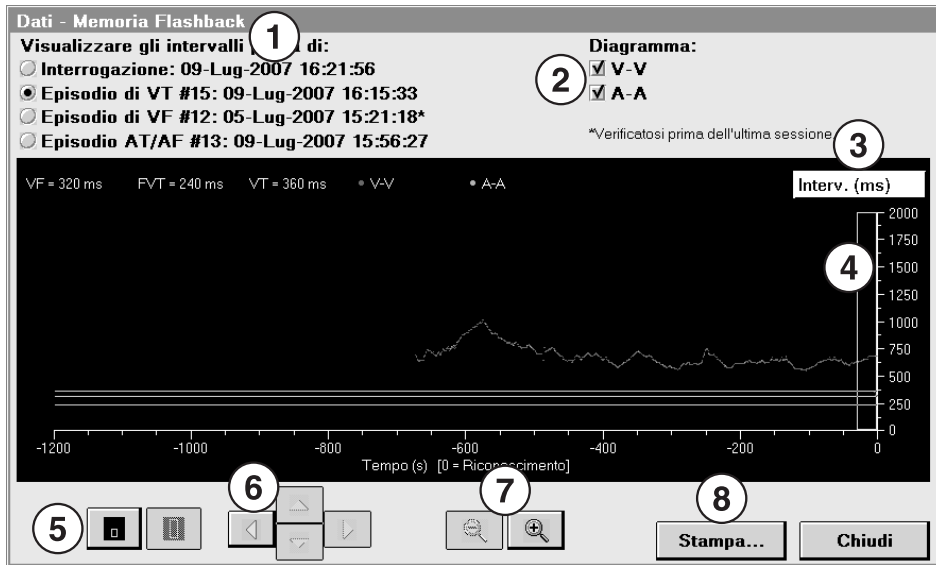 Dati - Memoria Flashback
1
Visualizzare gli intervalli di:
Interrogazione: 09-Lug-2007 16:21:56
Episodio di VT #15: 09-Lug-2007 16:15:33
Episodio di VF #12: 05-Lug-2007 15:21:18*
Episodio AT/AF #13: 09-Lug-2007 15:56:27
Diagramma:
2
V-V
A-A
*Verificatosi prima dell'ultima sessione
3
VF = 320 ms FVT = 240 ms VT = 360 ms V-V A-A
Interv. (ms)
4
2000
1750
1500
1250
1000
750
500
250
0
-1200 -1000 -800 -600 -400 -200 0
Tempo (s) [0 = Riconoscimento]
5
6
7
8
Stampa...
Chiudi